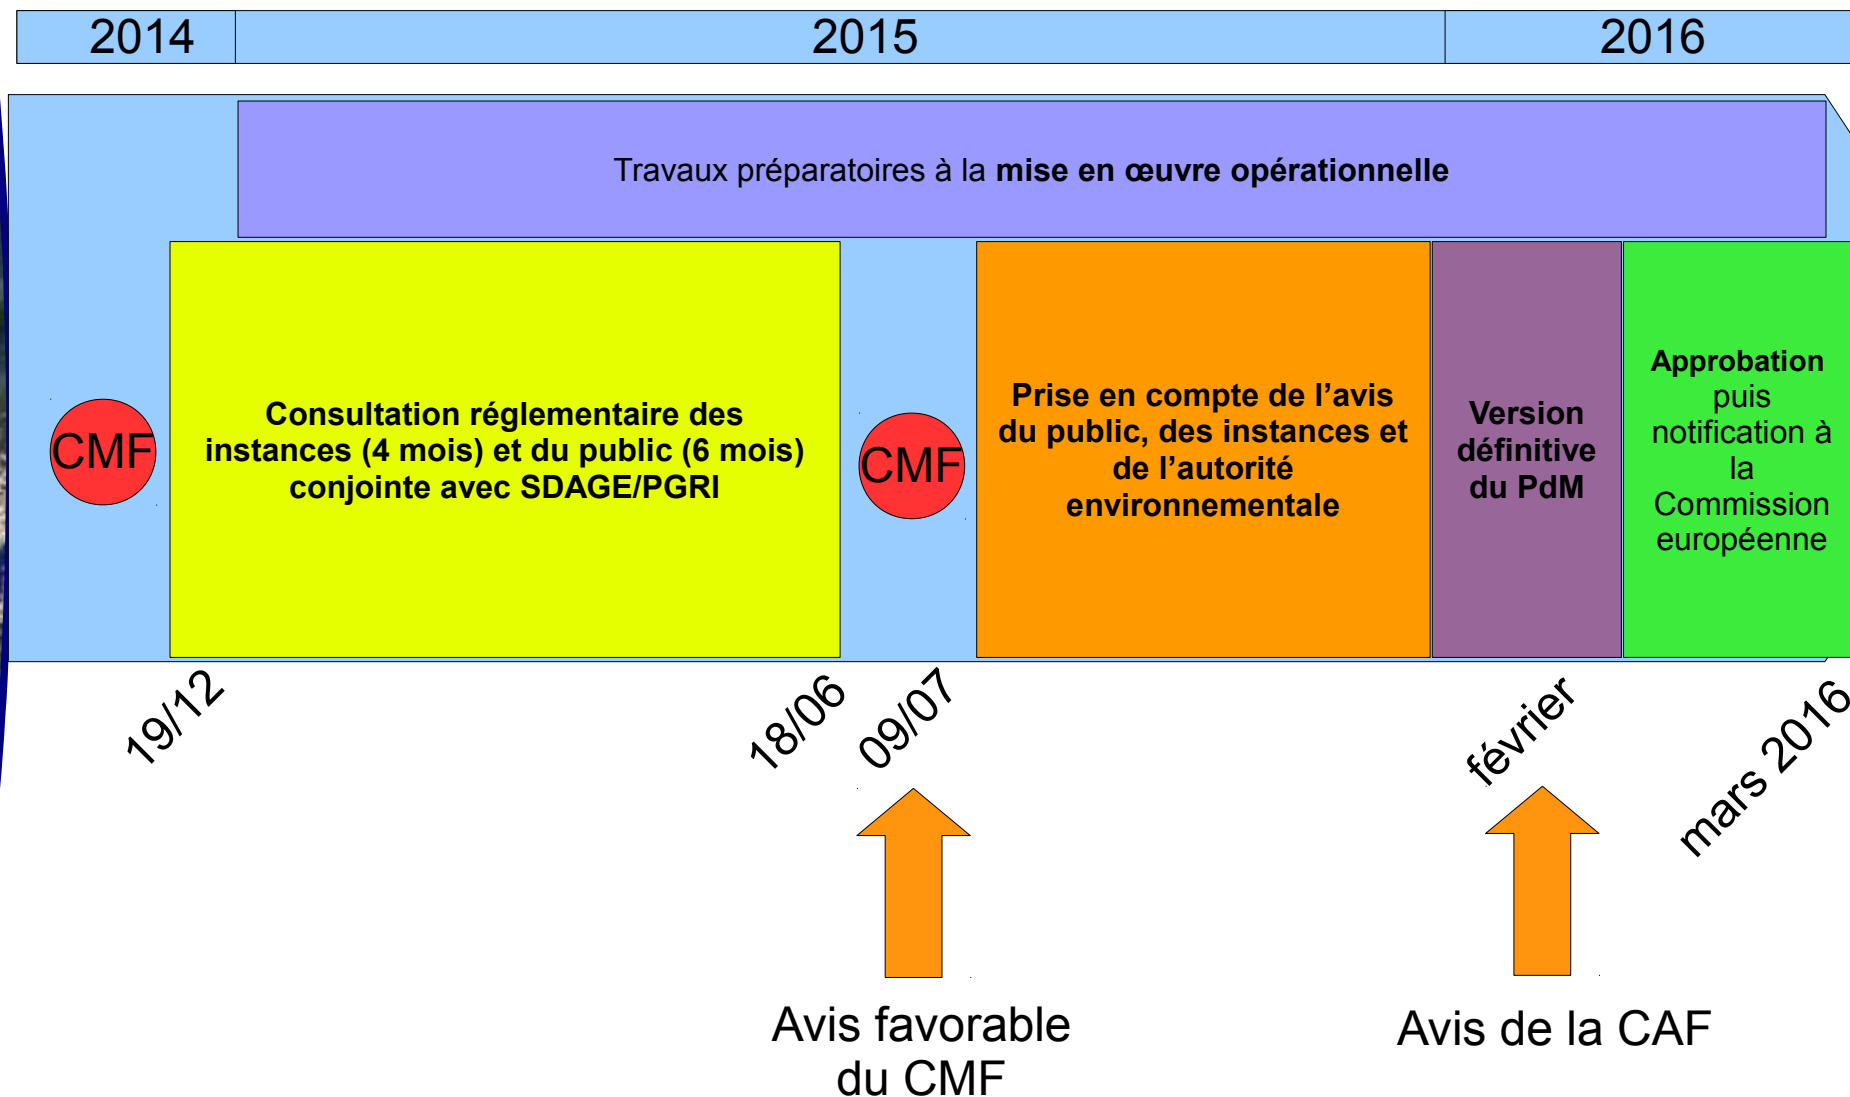 2014
2015
2016
Travaux préparatoires à la mise en œuvre opérationnelle
CMF
Consultation réglementaire des
instances (4 mois) et du public (6 mois)
conjointe avec SDAGE/PGRI
CMF
Prise en compte de l’avis
du public, des instances et
de l’autorité
environnementale
Version
définitive
du PdM
Approbation
puis
notification à
la
Commission
européenne
19/12
18/06
09/07
février
mars 2016
Avis favorable
du CMF
Avis de la CAF